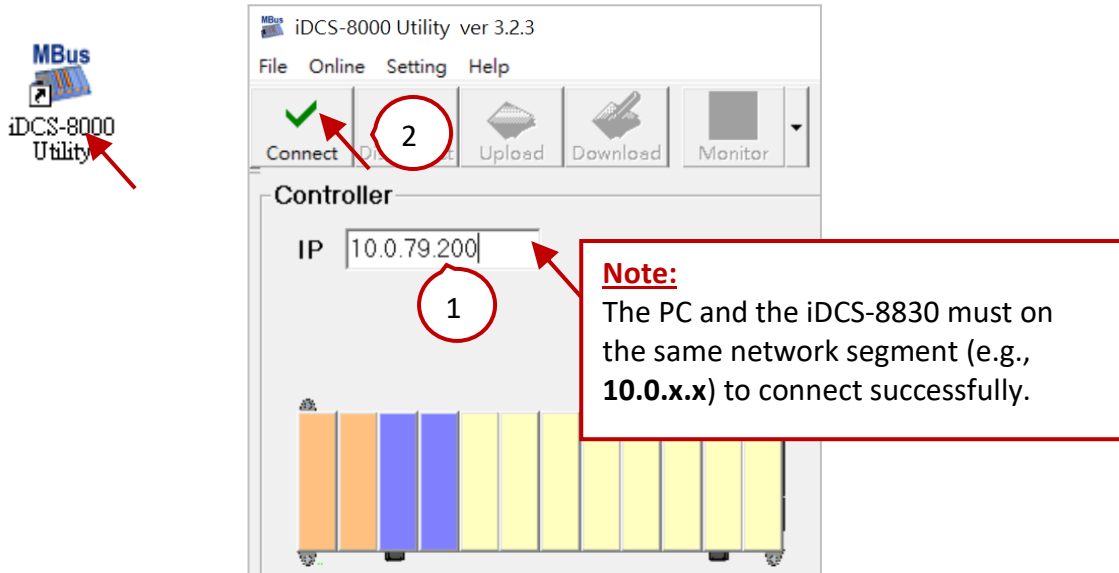 MBus
iDCS-8000
Utility
MBus
iDCS-8000 Utility ver 3.2.3
File Online Setting Help
Connect Upload Download Monitor
2
Controller
IP 10.0.79.200
1
Note:
The PC and the iDCS-8830 must on
the same network segment (e.g.,
10.0.x.x) to connect successfully.